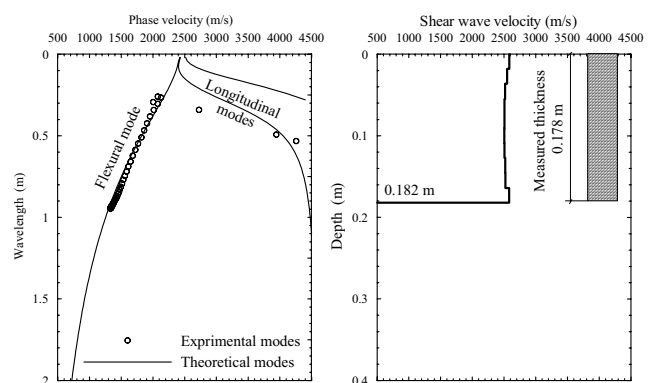 Phase velocity (m/s)
500 1000 1500 2000 2500 3000 3500 4000 4500
0
0.5
1
1.5
2
Wavelength (m)
Flexural mode
Longitudinal
modes
Exprimental modes
Theoretical modes
Shear wave velocity (m/s)
500 1000 1500 2000 2500 3000 3500 4000 4500
0
0.1
0.2
0.3
0.4
Depth (m)
0.182 m
Measured thickness
0.178 m